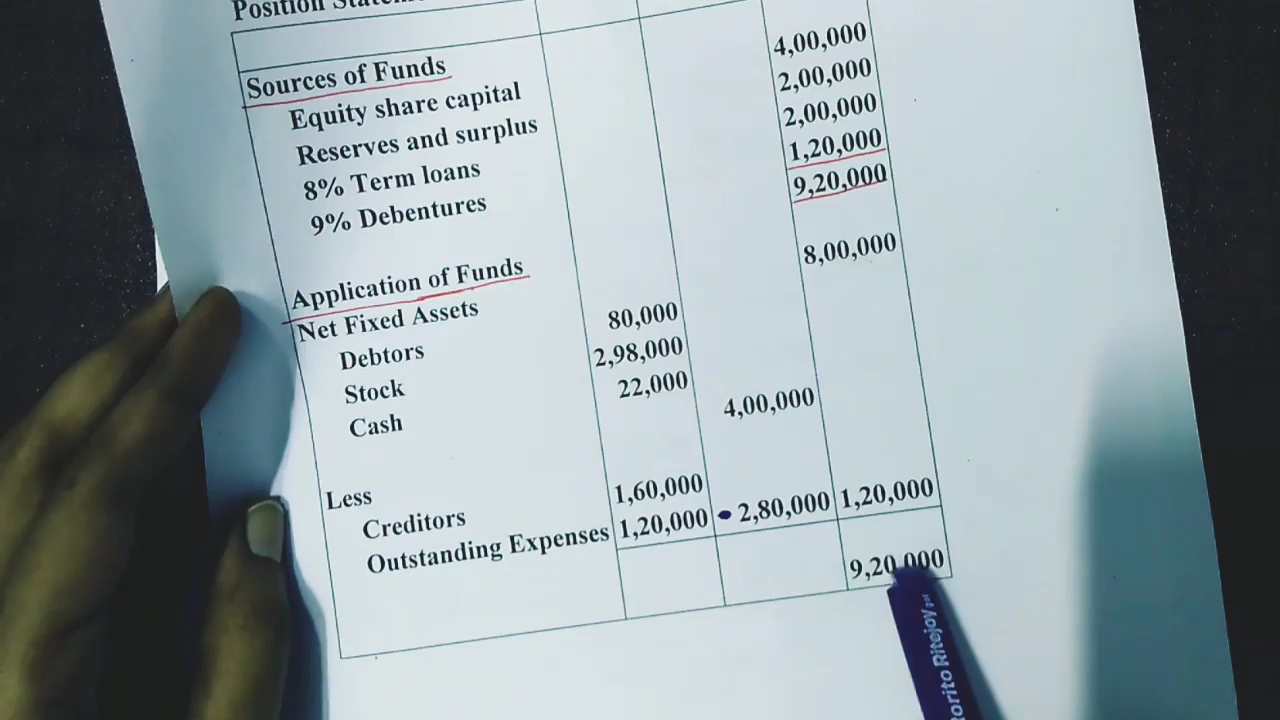 Position
Sources of Funds
Equity share capital 4,00,000
Reserves and surplus 2,00,000
8% Term loans 2,00,000
9% Debentures 1,20,000
9,20,000
Application of Funds
Net Fixed Assets 8,00,000
Debtors 80,000
Stock 2,98,000
Cash 22,000 4,00,000
Less
Creditors 1,60,000
Outstanding Expenses 1,20,000 - 2,80,000 1,20,000
9,20,000
Rorito Ritejoy gel